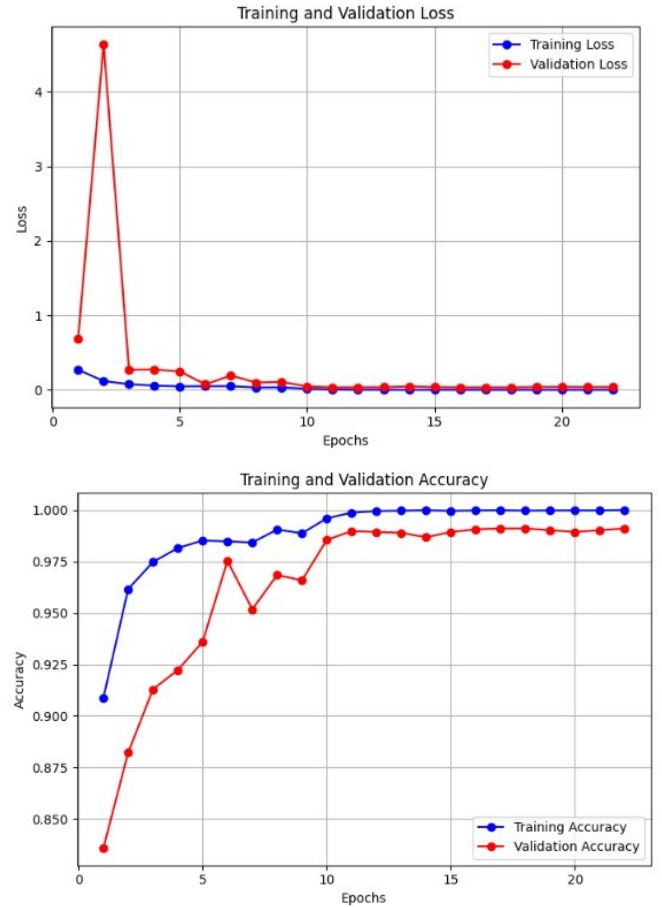 Training and Validation Loss
Training Loss
Validation Loss
4
3
2
1
0
Loss
0
5
10
15
20
Epochs
Training and Validation Accuracy
1.000
0.975
0.950
0.925
0.900
0.875
0.850
Accuracy
Training Accuracy
Validation Accuracy
0
5
10
15
20
Epochs